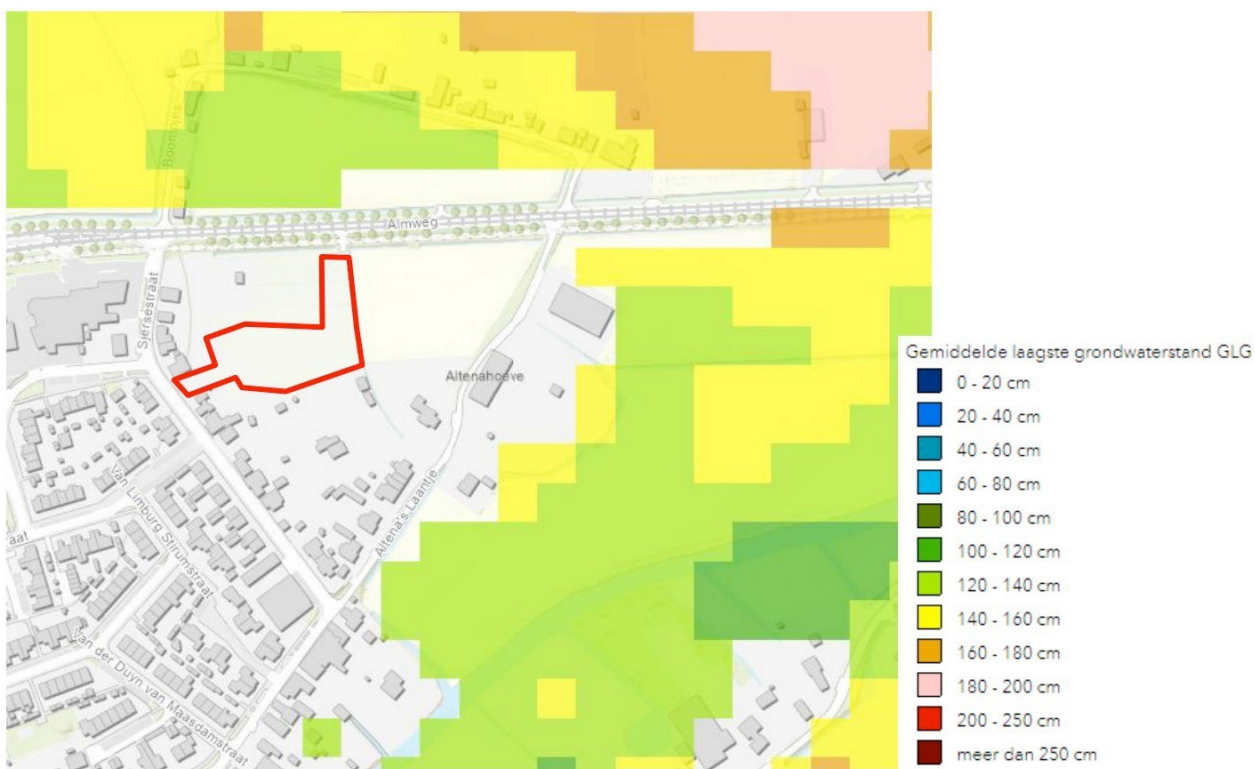 Boompjes
Almweg
Sjersestraat
Altenahoeve
Van Limburg Stirumstraat
Altena's Laantje
aat
Van der Duyn van Maasdamstraat
Gemiddelde laagste grondwaterstand GLG
0 - 20 cm
20 - 40 cm
40 - 60 cm
60 - 80 cm
80 - 100 cm
100 - 120 cm
120 - 140 cm
140 - 160 cm
160 - 180 cm
180 - 200 cm
200 - 250 cm
meer dan 250 cm